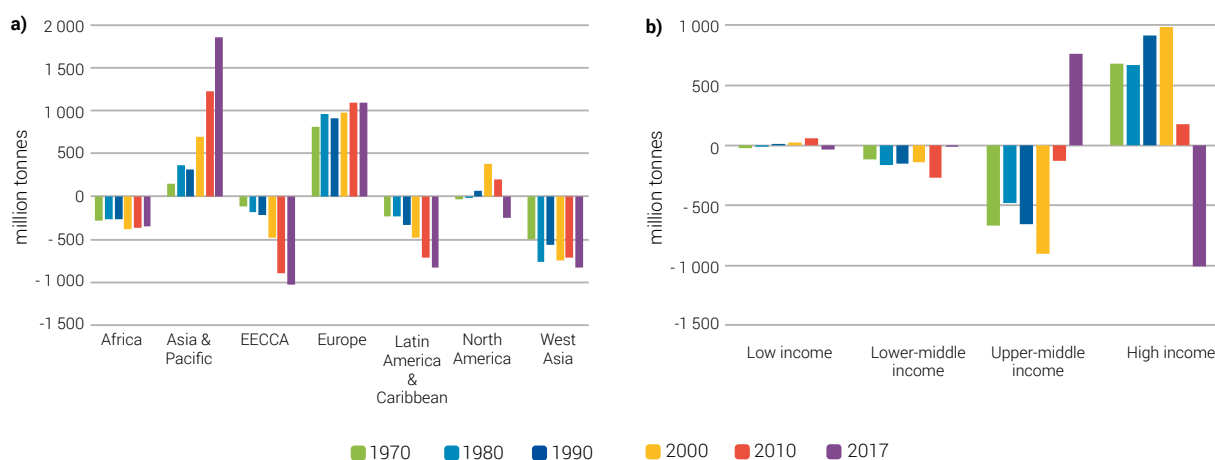 a)
million tonnes
2 000
1 500
1 000
500
0
- 500
- 1 000
-1 500
Africa
Asia &
Pacific
EECCA
Europe
Latin
America
&
Caribbean
North
America
West
Asia
b)
million tonnes
1 000
500
0
- 500
- 1 000
-1 500
Low income
Lower-middle
income
Upper-middle
income
High income
1970
1980
1990
2000
2010
2017